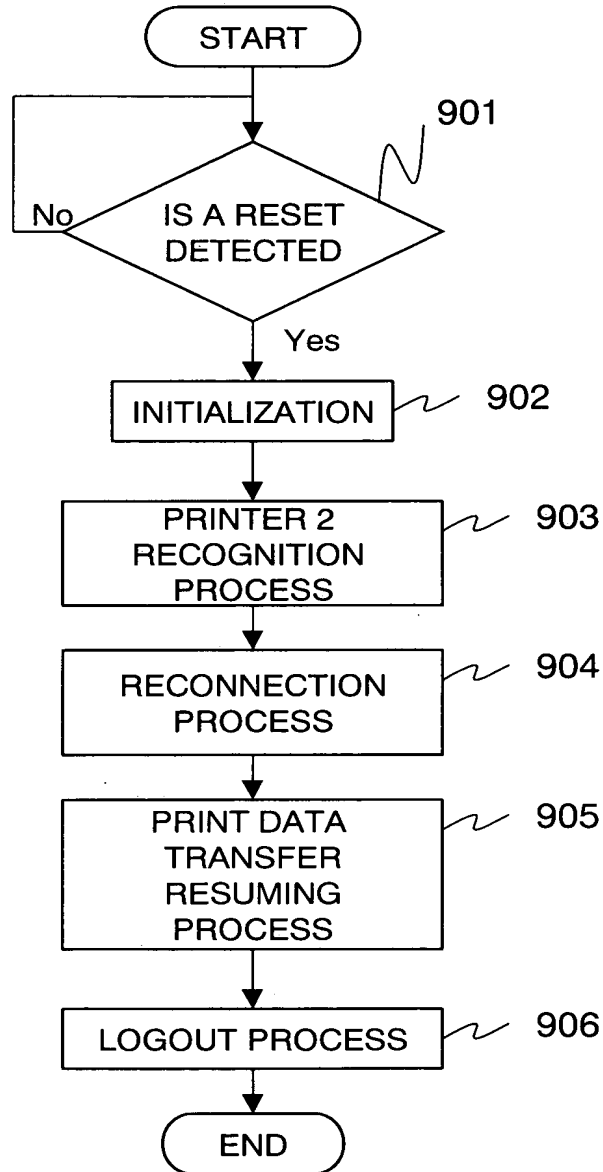 START
901
No
IS A RESET
DETECTED
Yes
INITIALIZATION
902
PRINTER 2
RECOGNITION
PROCESS
903
RECONNECTION
PROCESS
904
PRINT DATA
TRANSFER
RESUMING
PROCESS
905
LOGOUT PROCESS
906
END